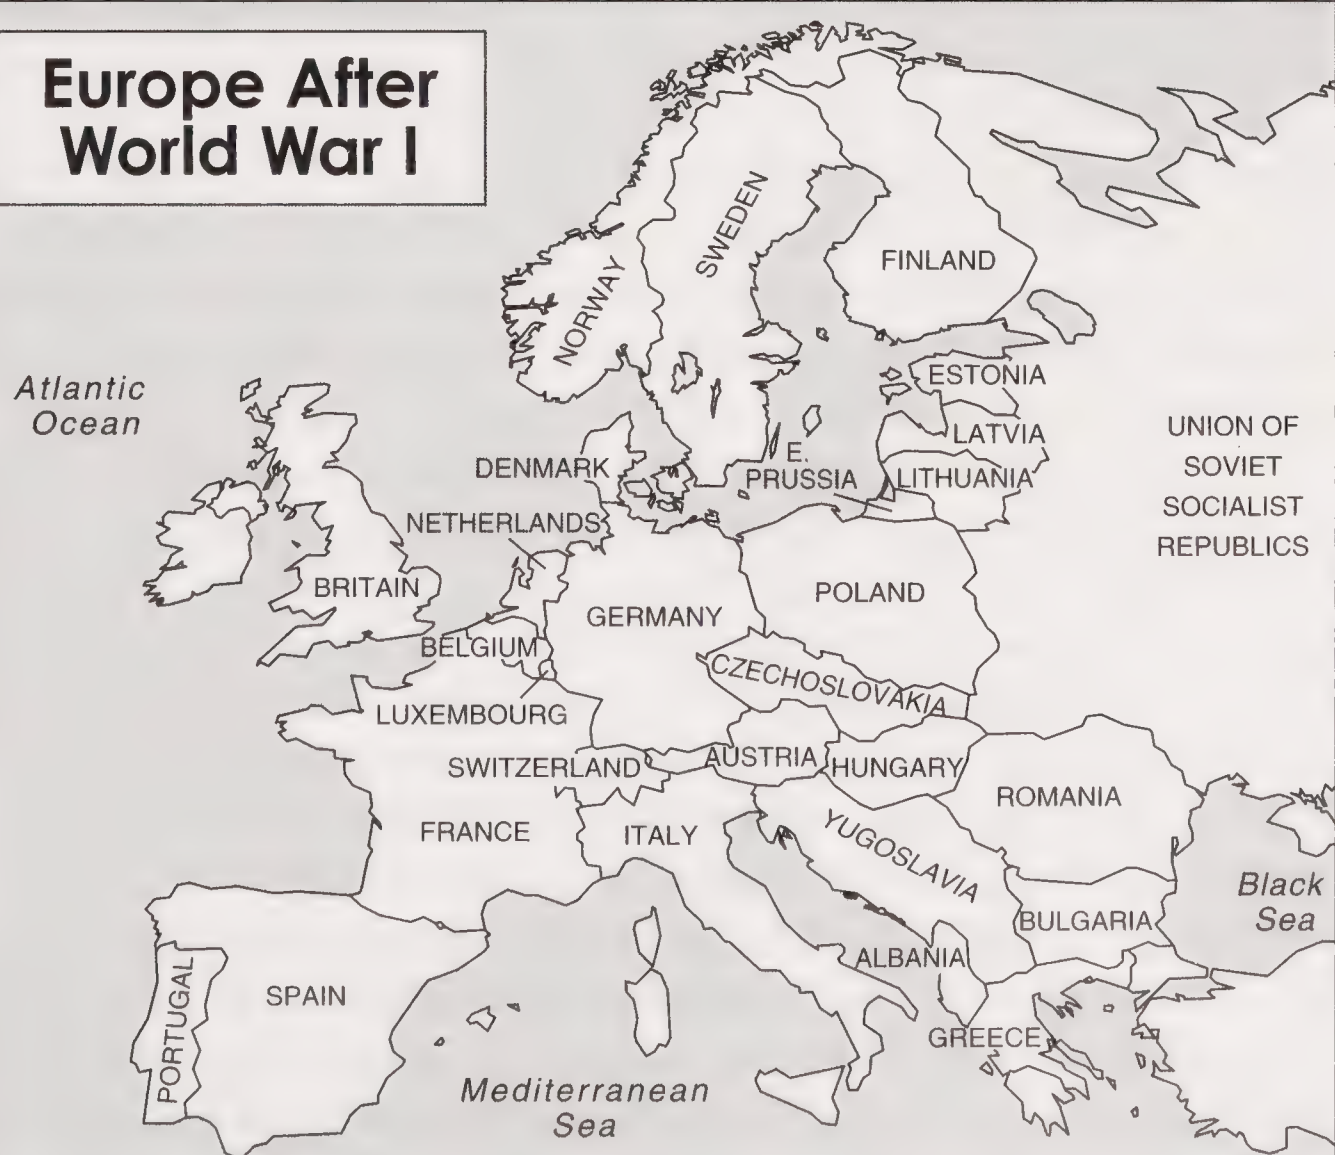 Europe After
World War I
SWEDEN
FINLAND
NORWAY
Atlantic
Ocean
ESTONIA
UNION OF
SOVIET
SOCIALIST
REPUBLICS
LATVIA
E.
PRUSSIA
DENMARK
LITHUANIA
NETHERLANDS
BRITAIN
POLAND
GERMANY
BELGIUM
CZECHOSLOVAKIA
LUXEMBOURG
SWITZERLAND
AUSTRIA
HUNGARY
ROMANIA
FRANCE
ITALY
YUGOSLAVIA
Black
Sea
BULGARIA
ALBANIA
SPAIN
PORTUGAL
GREECE
Mediterranean
Sea